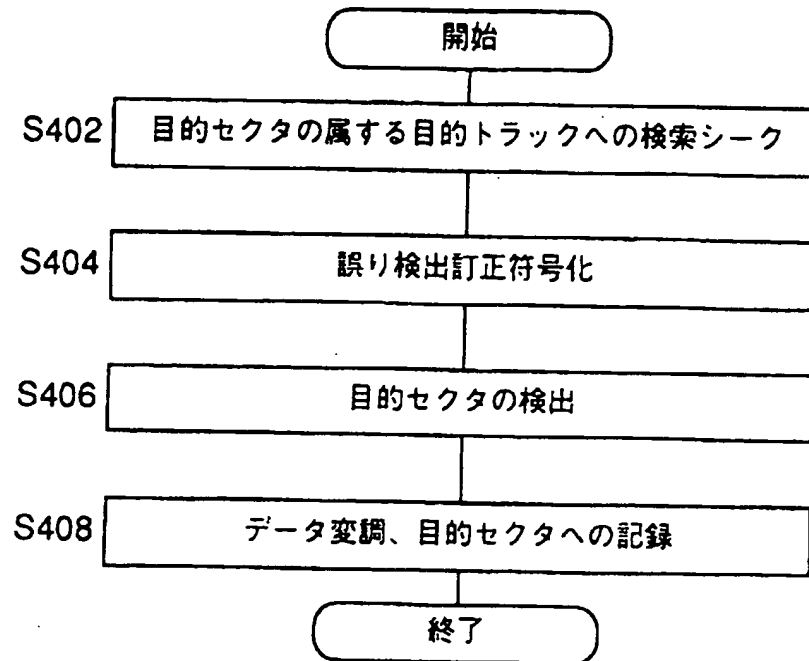 開始
S402 目的セクタの属する目的トラックへの検索シーク
S404 誤り検出訂正符号化
S406 目的セクタの検出
S408 データ変調、目的セクタへの記録
終了